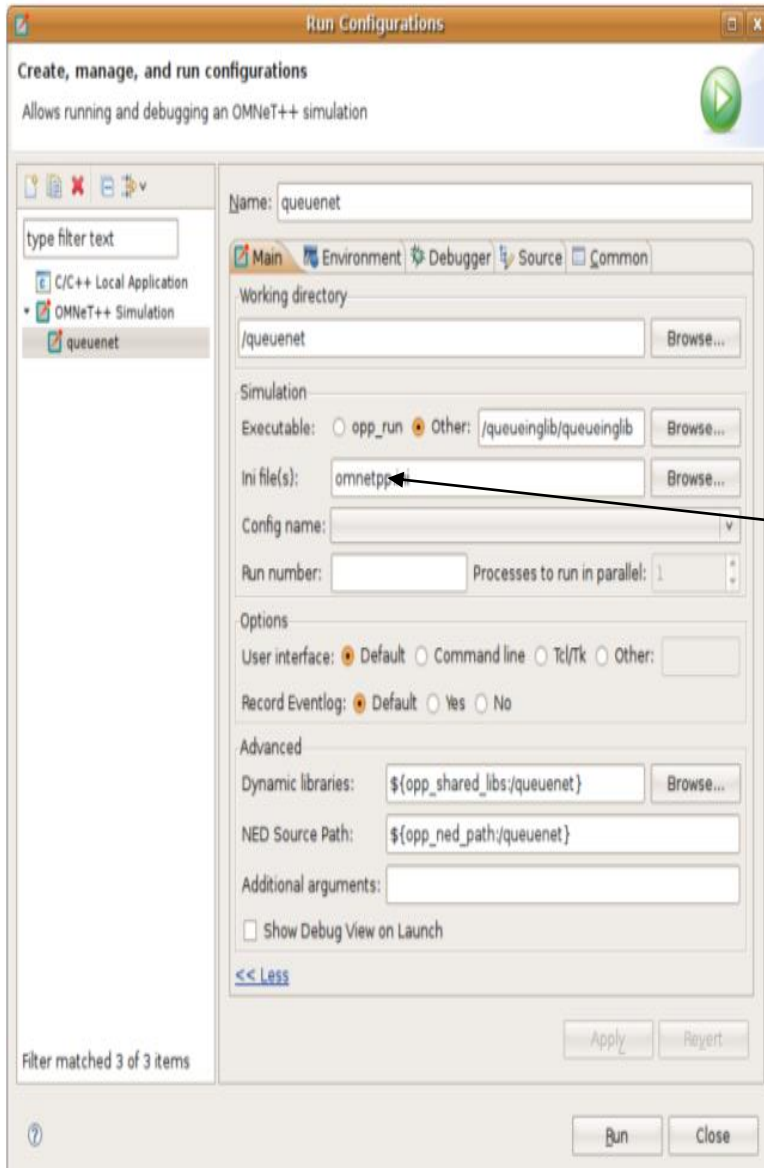 Run Configurations
Create, manage, and run configurations
Allows running and debugging an OMNeT++ simulation
type filter text
C/C++ Local Application
OMNeT++ Simulation
queuenet
Filter matched 3 of 3 items
Name: queuenet
Main Environment Debugger Source Common
Working directory
/queuenet Browse...
Simulation
Executable: opp_run Other: /queueinglib/queueinglib Browse...
Ini file(s): Browse...
Config name:
Run number: Processes to run in parallel: 1
Options
User interface: Default Command line Tcl/Tk Other:
Record Eventlog: Default Yes No
Advanced
Dynamic libraries: ${opp_shared_libs:/queuenet} Browse...
NED Source Path: ${opp_ned_path:/queuenet}
Additional arguments:
Show Debug View on Launch
<< Less
Apply Revert
Run Close